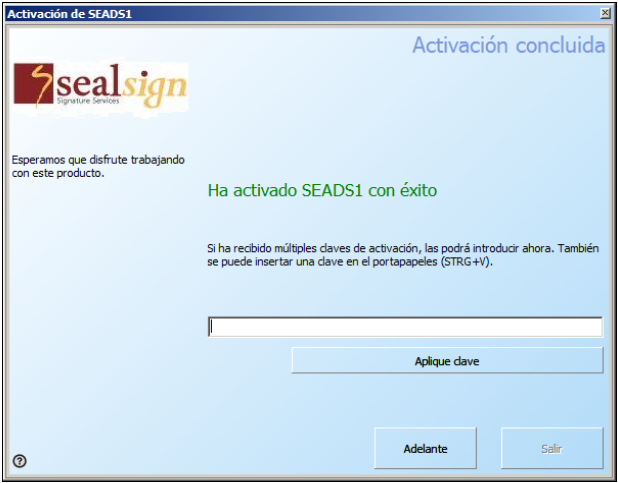 Activación de SEADS1
Activación concluida
sealsign
Signature Services
Esperamos que disfrute trabajando
con este producto.
Ha activado SEADS1 con éxito
Si ha recibido múltiples claves de activación, las podrá introducir ahora. También
se puede insertar una clave en el portapapeles (STRG+V).
Aplique clave
Adelante
Salir
?